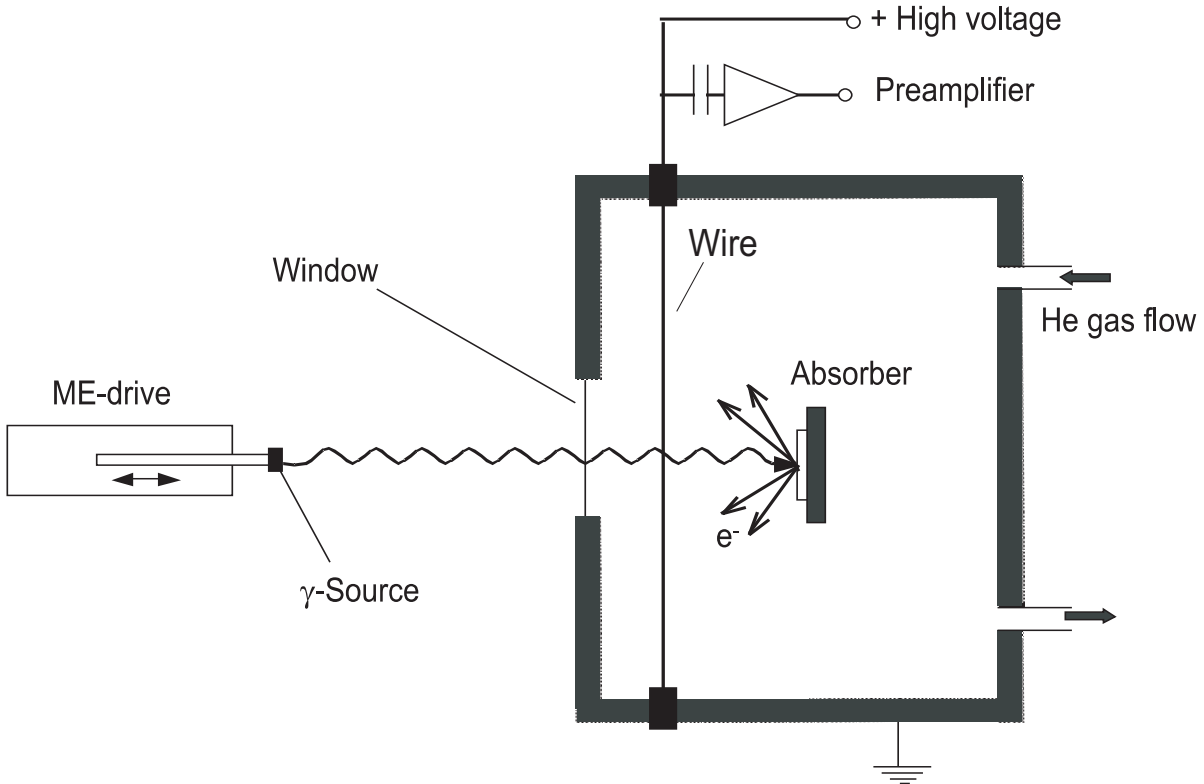 + High voltage
Preamplifier
Wire
Window
He gas flow
Absorber
ME-drive
e-
γ-Source